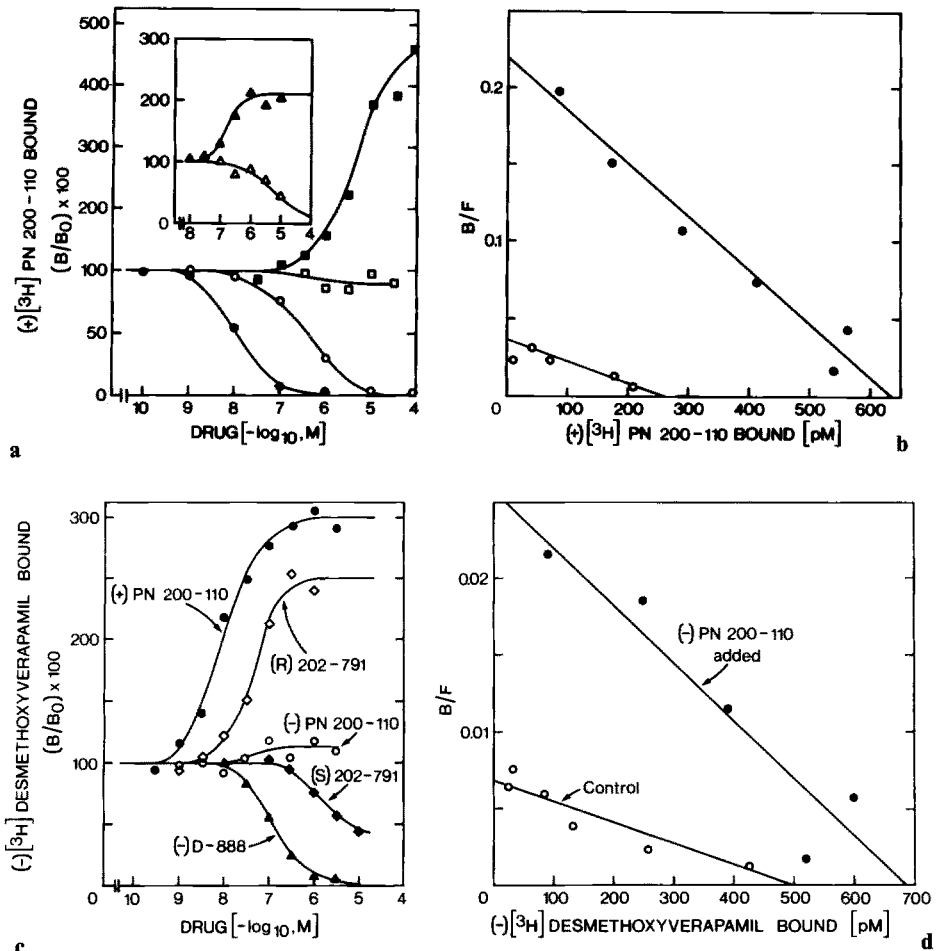 500
400
300
200
100
50
0
(+)[³H] PN 200-110 BOUND
(B/B₀) x 100
300
200
100
0
8 7 6 5 4
10 9 8 7 6 5 4
DRUG [-log₁₀, M]
a
0.2
0.1
B/F
0 100 200 300 400 500 600
(+)[³H] PN 200-110 BOUND [pM]
b
300
200
100
0
(-)[³H] DESMETHOXYVERAPAMIL BOUND
(B/B₀) x 100
(+) PN 200-110
(R) 202-791
(-) PN 200-110
(S) 202-791
(-) D-888
10 9 8 7 6 5 4
DRUG [-log₁₀, M]
c
0.02
0.01
B/F
(-) PN 200-110
added
Control
0 100 200 300 400 500 600 700
(-)[³H] DESMETHOXYVERAPAMIL BOUND [pM]
d